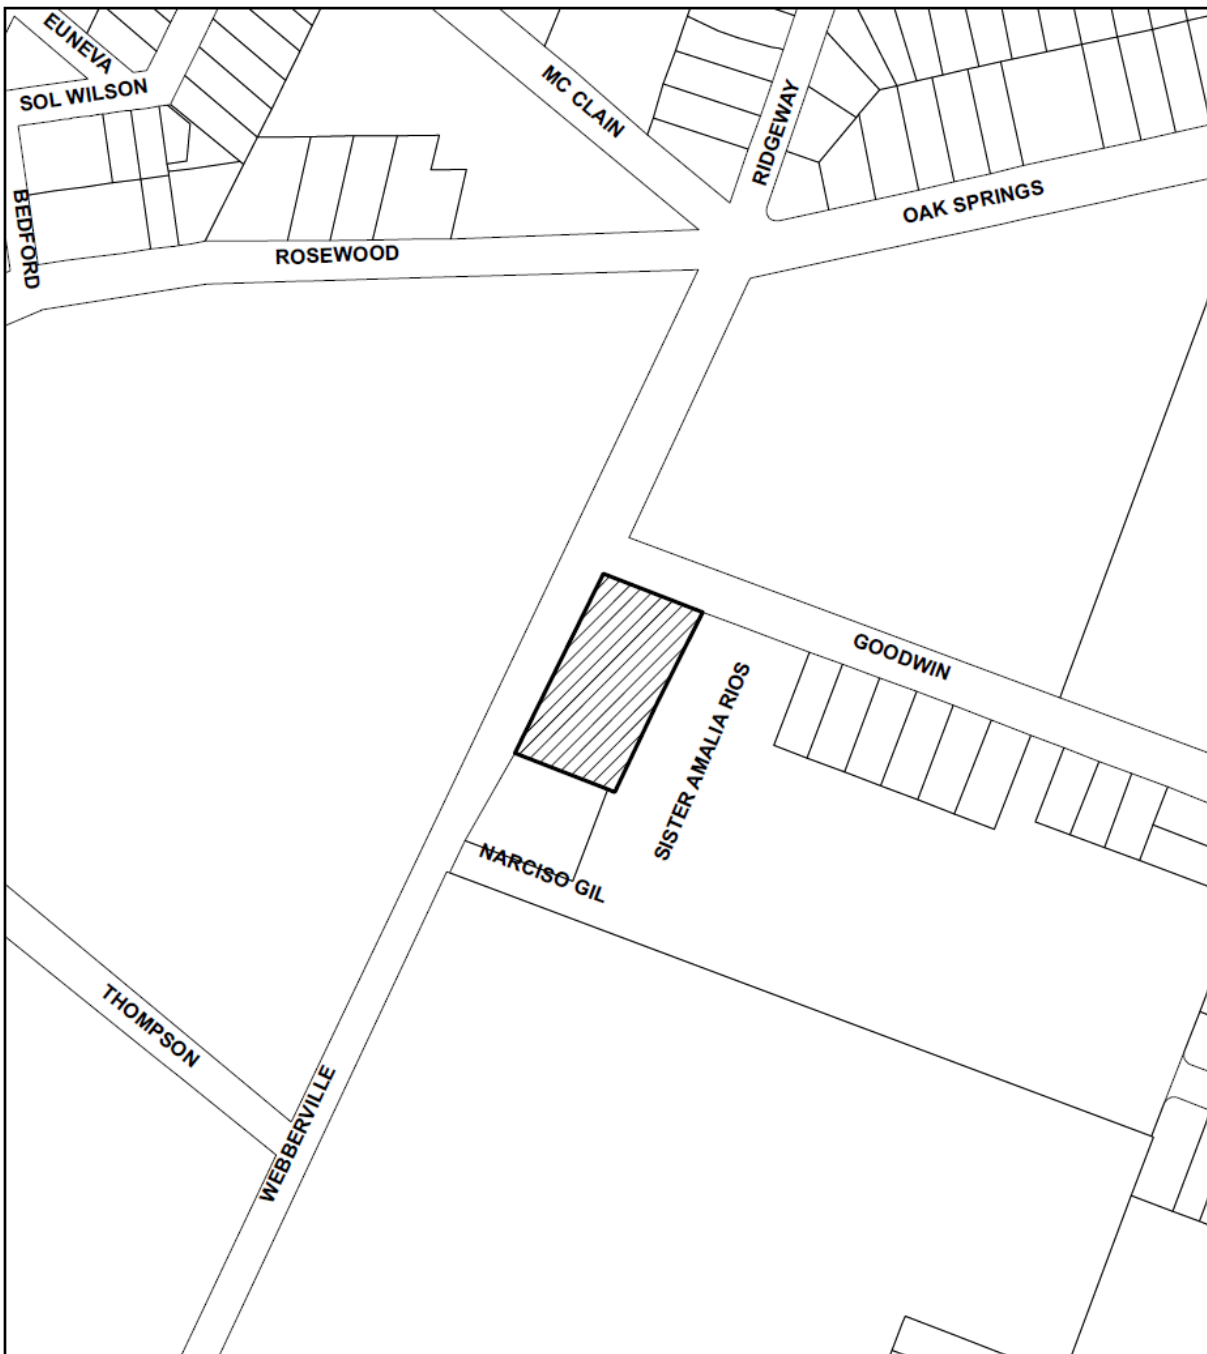 EUNEVA
SOL WILSON
MC CLAIN
RIDGEWAY
BEDFORD
OAK SPRINGS
ROSEWOOD
GOODWIN
SISTER AMALIA RIOS
NARCISO GIL
THOMPSON
WEBBERVILLE